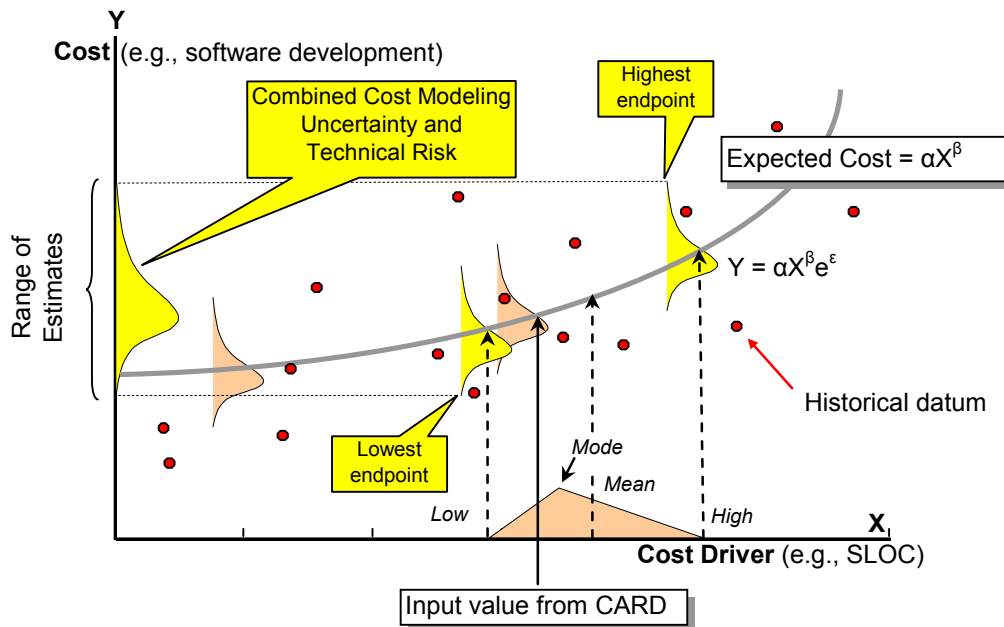 Y
Cost (e.g., software development)
Combined Cost Modeling
Uncertainty and
Technical Risk
Highest
endpoint
Expected Cost = αX^β
Range of
Estimates
Y = αX^βe^ε
Historical datum
Lowest
endpoint
Mode
Mean
Low
High
X
Cost Driver (e.g., SLOC)
Input value from CARD